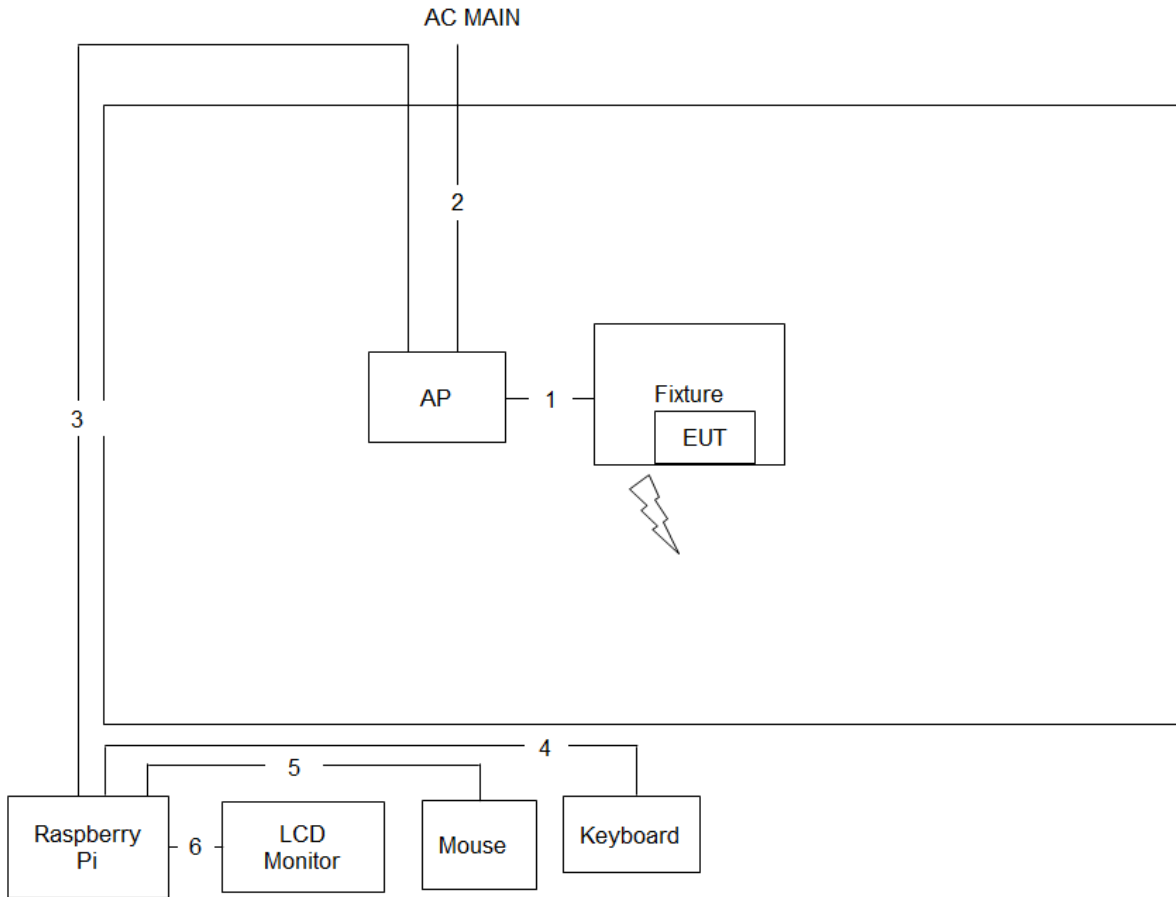 AC MAIN
2
AP
1
Fixture
EUT
3
4
5
Raspberry
Pi
6
LCD
Monitor
Mouse
Keyboard